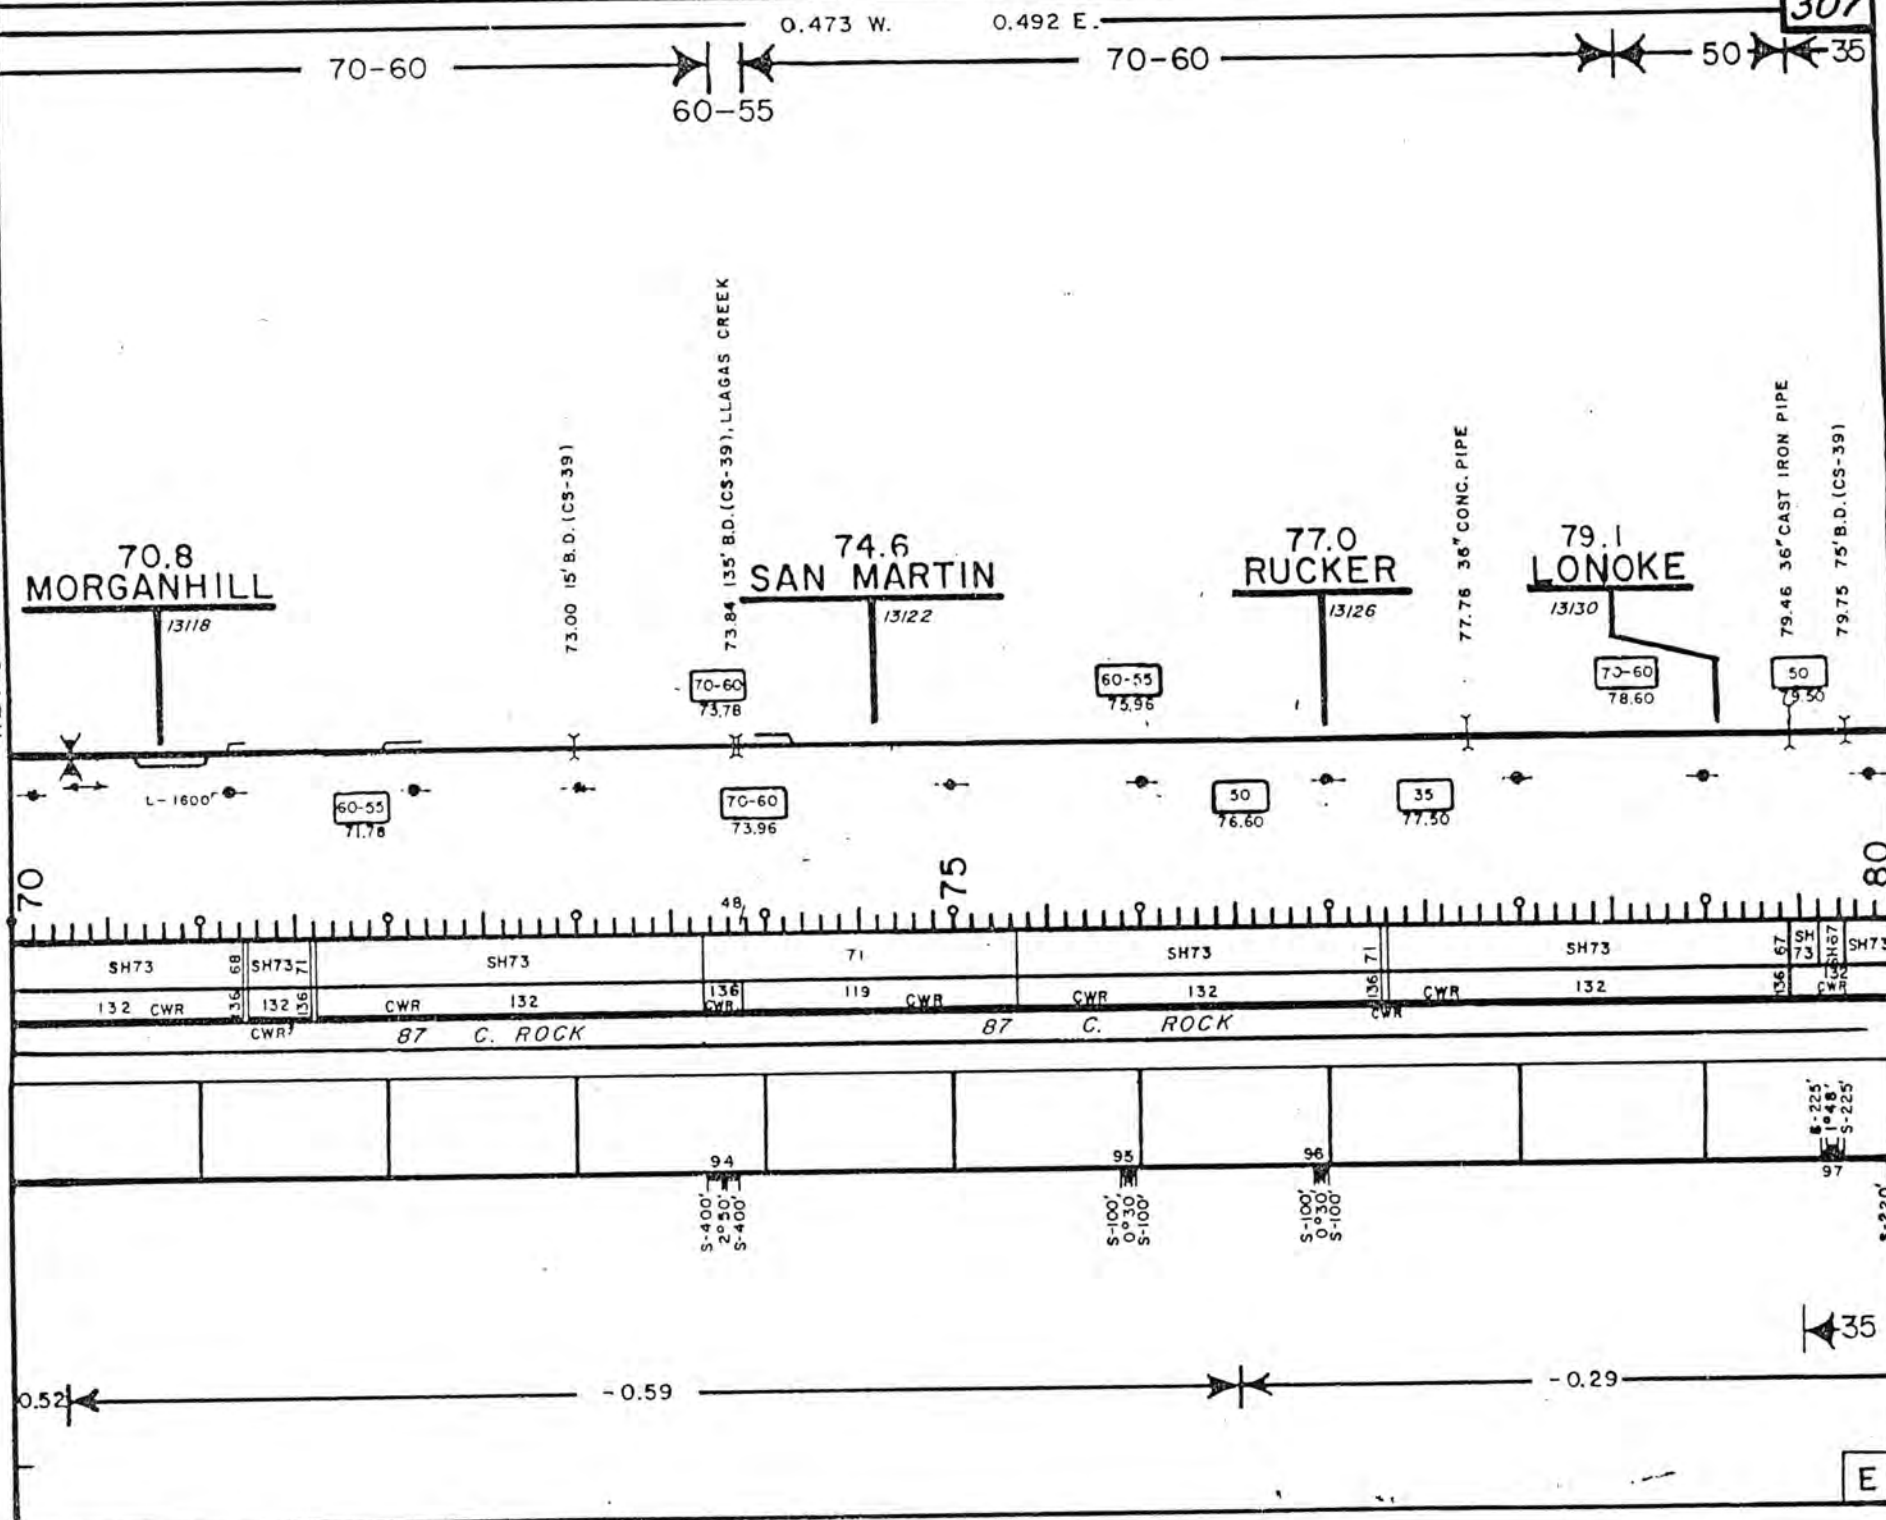 307
0.473 W. 0.492 E.
70-60 70-60 50 35
60-55
73.00 15' B.D. (CS-39)
73.84 135' B.D. (CS-39), LLAGAS CREEK
77.76 36" CONC. PIPE
79.46 36" CAST IRON PIPE
79.75 75' B.D. (CS-39)
70.8
MORGANHILL
13118
74.6
SAN MARTIN
13122
77.0
RUCKER
13126
79.1
LONOKE
13130
70-60
73.78
60-55
75.96
70-60
78.60
50
79.50
L-1600'
60-55
71.78
70-60
73.96
50
76.60
35
77.50
70 75 80
48
SH73 68 SH73 71 SH73 71 SH73 71 SH73 67 SH 73 SH67 SH73
132 CWR 136 132 136 CWR 132 136 119 CWR CWR 132 136 CWR 132 136 132
CWR CWR CWR CWR
87 C. ROCK 87 C. ROCK
S-225'
1°48'
S-225'
94 95 96 97
S-400'
2°50'
S-400'
S-100'
0°30'
S-100'
S-100'
0°30'
S-100'
S-220'
35
0.52 -0.59 -0.29
E